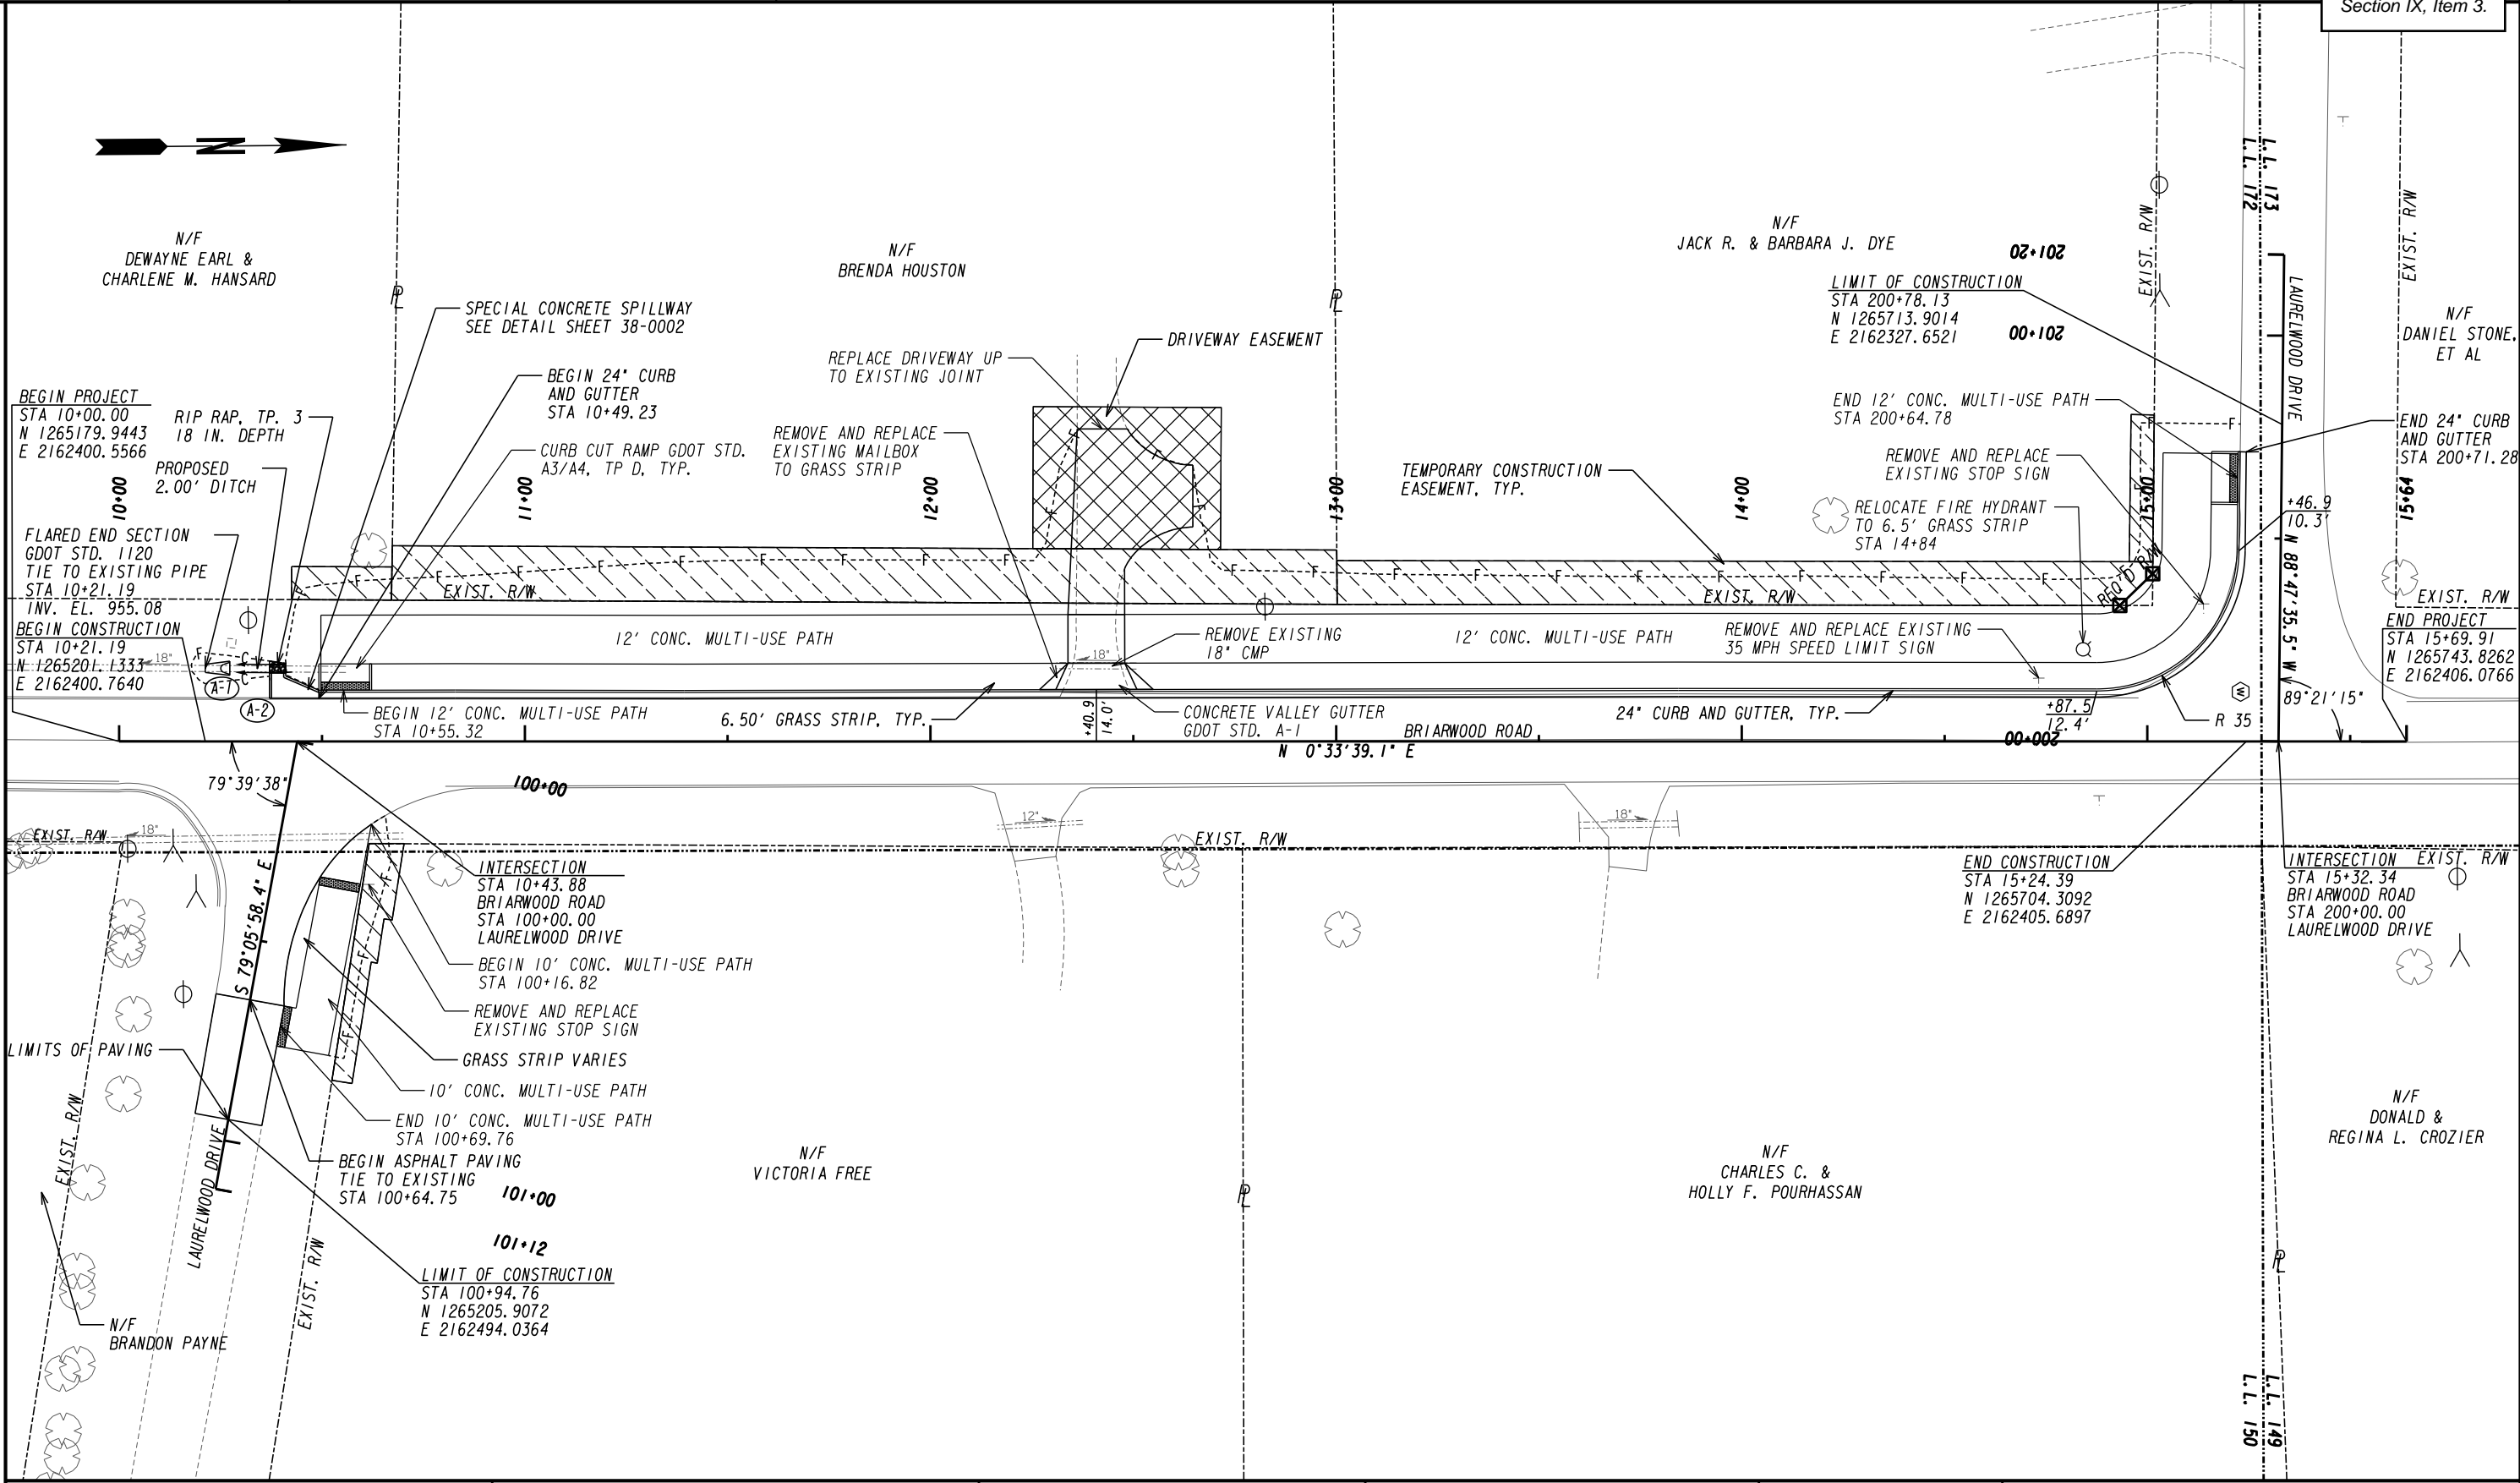 Section IX, Item 3.
N
N/F
DEWAYNE EARL &
CHARLENE M. HANSARD
N/F
BRENDA HOUSTON
N/F
JACK R. & BARBARA J. DYE
N/F
DANIEL STONE,
ET AL
L.L. 173
L.L. 172
EXIST. R/W
EXIST. R/W
201+20
201+00
LIMIT OF CONSTRUCTION
STA 200+78.13
N 1265713.9014
E 2162327.6521
LAURELWOOD DRIVE
PL
PL
SPECIAL CONCRETE SPILLWAY
SEE DETAIL SHEET 38-0002
DRIVEWAY EASEMENT
REPLACE DRIVEWAY UP
TO EXISTING JOINT
BEGIN 24" CURB
AND GUTTER
STA 10+49.23
BEGIN PROJECT
STA 10+00.00
N 1265179.9443
E 2162400.5566
RIP RAP, TP. 3
18 IN. DEPTH
PROPOSED
2.00' DITCH
CURB CUT RAMP GDOT STD.
A3/A4, TP D, TYP.
REMOVE AND REPLACE
EXISTING MAILBOX
TO GRASS STRIP
TEMPORARY CONSTRUCTION
EASEMENT, TYP.
END 12' CONC. MULTI-USE PATH
STA 200+64.78
REMOVE AND REPLACE
EXISTING STOP SIGN
RELOCATE FIRE HYDRANT
TO 6.5' GRASS STRIP
STA 14+84
END 24" CURB
AND GUTTER
STA 200+71.28
10+00
11+00
12+00
13+00
14+00
15+00
15+64
+46.9
10.3'
FLARED END SECTION
GDOT STD. 1120
TIE TO EXISTING PIPE
STA 10+21.19
INV. EL. 955.08
BEGIN CONSTRUCTION
STA 10+21.19
N 1265201.1333
E 2162400.7640
18"
A-1
A-2
C
C
F
EXIST. R/W
EXIST. R/W
REQ'D R/W
EXIST. R/W
12' CONC. MULTI-USE PATH
REMOVE EXISTING
18" CMP
18"
12' CONC. MULTI-USE PATH
REMOVE AND REPLACE EXISTING
35 MPH SPEED LIMIT SIGN
N 88°47'35.5" W
END PROJECT
STA 15+69.91
N 1265743.8262
E 2162406.0766
BEGIN 12' CONC. MULTI-USE PATH
STA 10+55.32
6.50' GRASS STRIP, TYP.
+40.9
14.0'
CONCRETE VALLEY GUTTER
GDOT STD. A-1
BRIARWOOD ROAD
N 0°33'39.1" E
24" CURB AND GUTTER, TYP.
+87.5
12.4'
200+00
W
R 35
89°21'15"
79°39'38"
100+00
EXIST. R/W
18"
12"
18"
EXIST. R/W
S 79°05'58.4" E
INTERSECTION
STA 10+43.88
BRIARWOOD ROAD
STA 100+00.00
LAURELWOOD DRIVE
BEGIN 10' CONC. MULTI-USE PATH
STA 100+16.82
REMOVE AND REPLACE
EXISTING STOP SIGN
GRASS STRIP VARIES
10' CONC. MULTI-USE PATH
END 10' CONC. MULTI-USE PATH
STA 100+69.76
BEGIN ASPHALT PAVING
TIE TO EXISTING
STA 100+64.75
101+00
101+12
LIMIT OF CONSTRUCTION
STA 100+94.76
N 1265205.9072
E 2162494.0364
LIMITS OF PAVING
EXIST. R/W
LAURELWOOD DRIVE
EXIST. R/W
N/F
BRANDON PAYNE
END CONSTRUCTION
STA 15+24.39
N 1265704.3092
E 2162405.6897
INTERSECTION
STA 15+32.34
BRIARWOOD ROAD
STA 200+00.00
LAURELWOOD DRIVE
EXIST. R/W
N/F
VICTORIA FREE
PL
N/F
CHARLES C. &
HOLLY F. POURHASSAN
N/F
DONALD &
REGINA L. CROZIER
PL
L.L. 149
L.L. 150